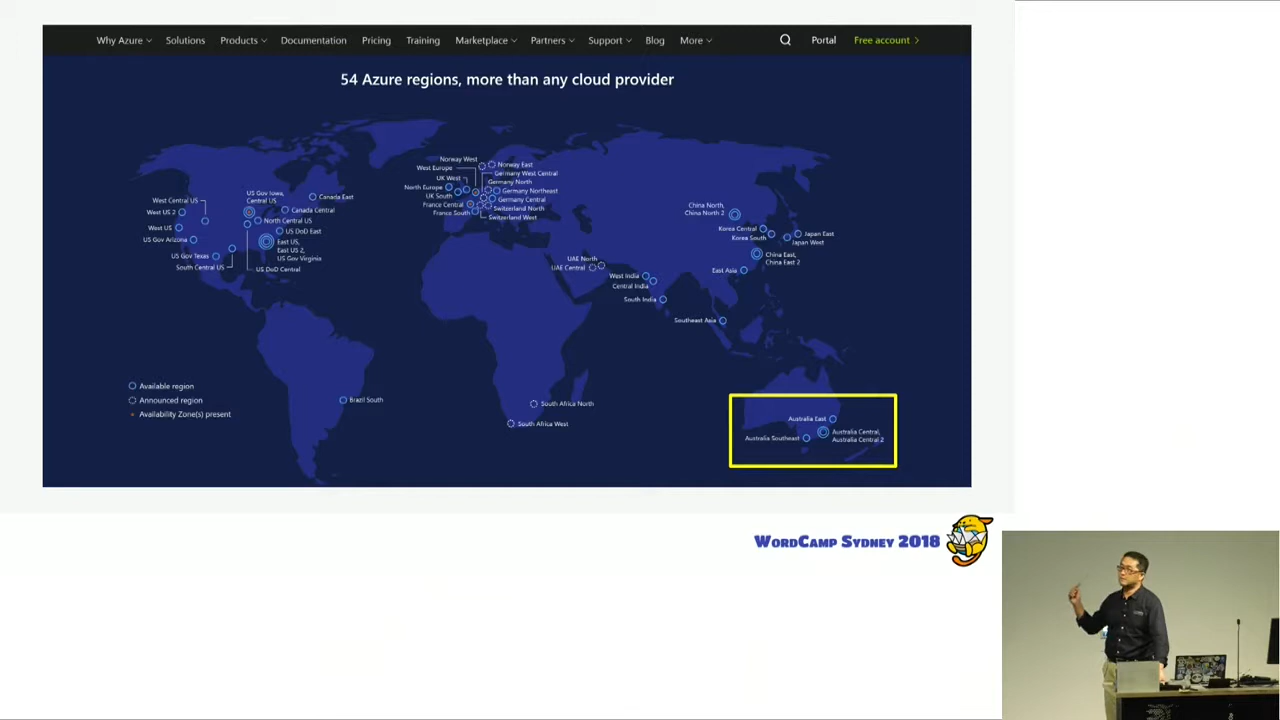 Why Azure
Solutions
Products
Documentation
Pricing
Training
Marketplace
Partners
Support
Blog
More
Portal
Free account
54 Azure regions, more than any cloud provider
West Central US
West US 2
West US
US Gov Arizona
US Gov Texas
South Central US
US Gov Iowa,
Central US
Canada East
Canada Central
North Central US
US DoD East
East US,
East US 2,
US Gov Virginia
US DoD Central
Norway West
West Europe
UK West
North Europe
UK South
France Central
France South
Norway East
Germany West Central
Germany North
Germany Northeast
Germany Central
Switzerland North
Switzerland West
UAE North
UAE Central
West India
Central India
South India
China North,
China North 2
Korea Central
Korea South
Japan East
Japan West
China East,
China East 2
East Asia
Southeast Asia
Available region
Announced region
Availability Zone(s) present
Brazil South
South Africa North
South Africa West
Australia East
Australia Central,
Australia Central 2
Australia Southeast
WordCamp Sydney 2018